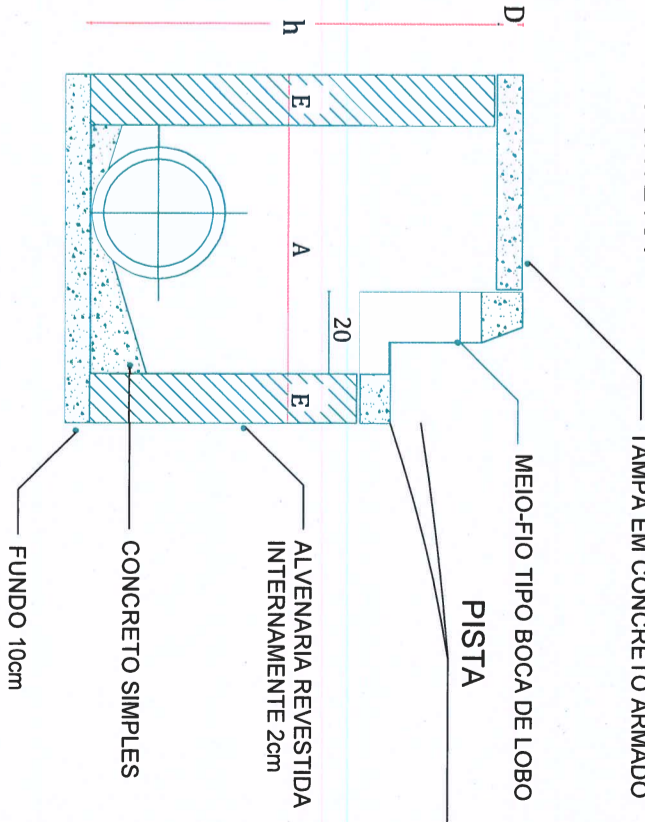 TAMPA EM CONCRETO ARMADO
MEIO-FIO TIPO BOCA DE LOBO
PISTA
ALVENARIA REVESTIDA
INTERNAMENTE 2cm
CONCRETO SIMPLES
FUNDO 10cm
D
h
E
A
E
20